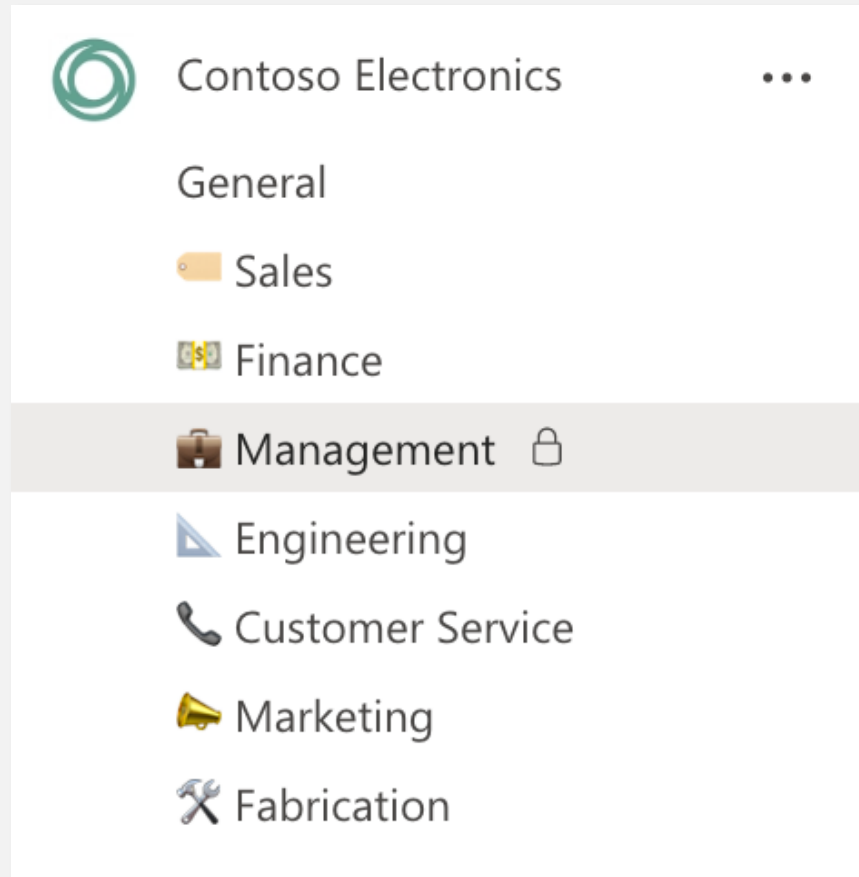 Contoso Electronics
General
Sales
Finance
Management
Engineering
Customer Service
Marketing
Fabrication